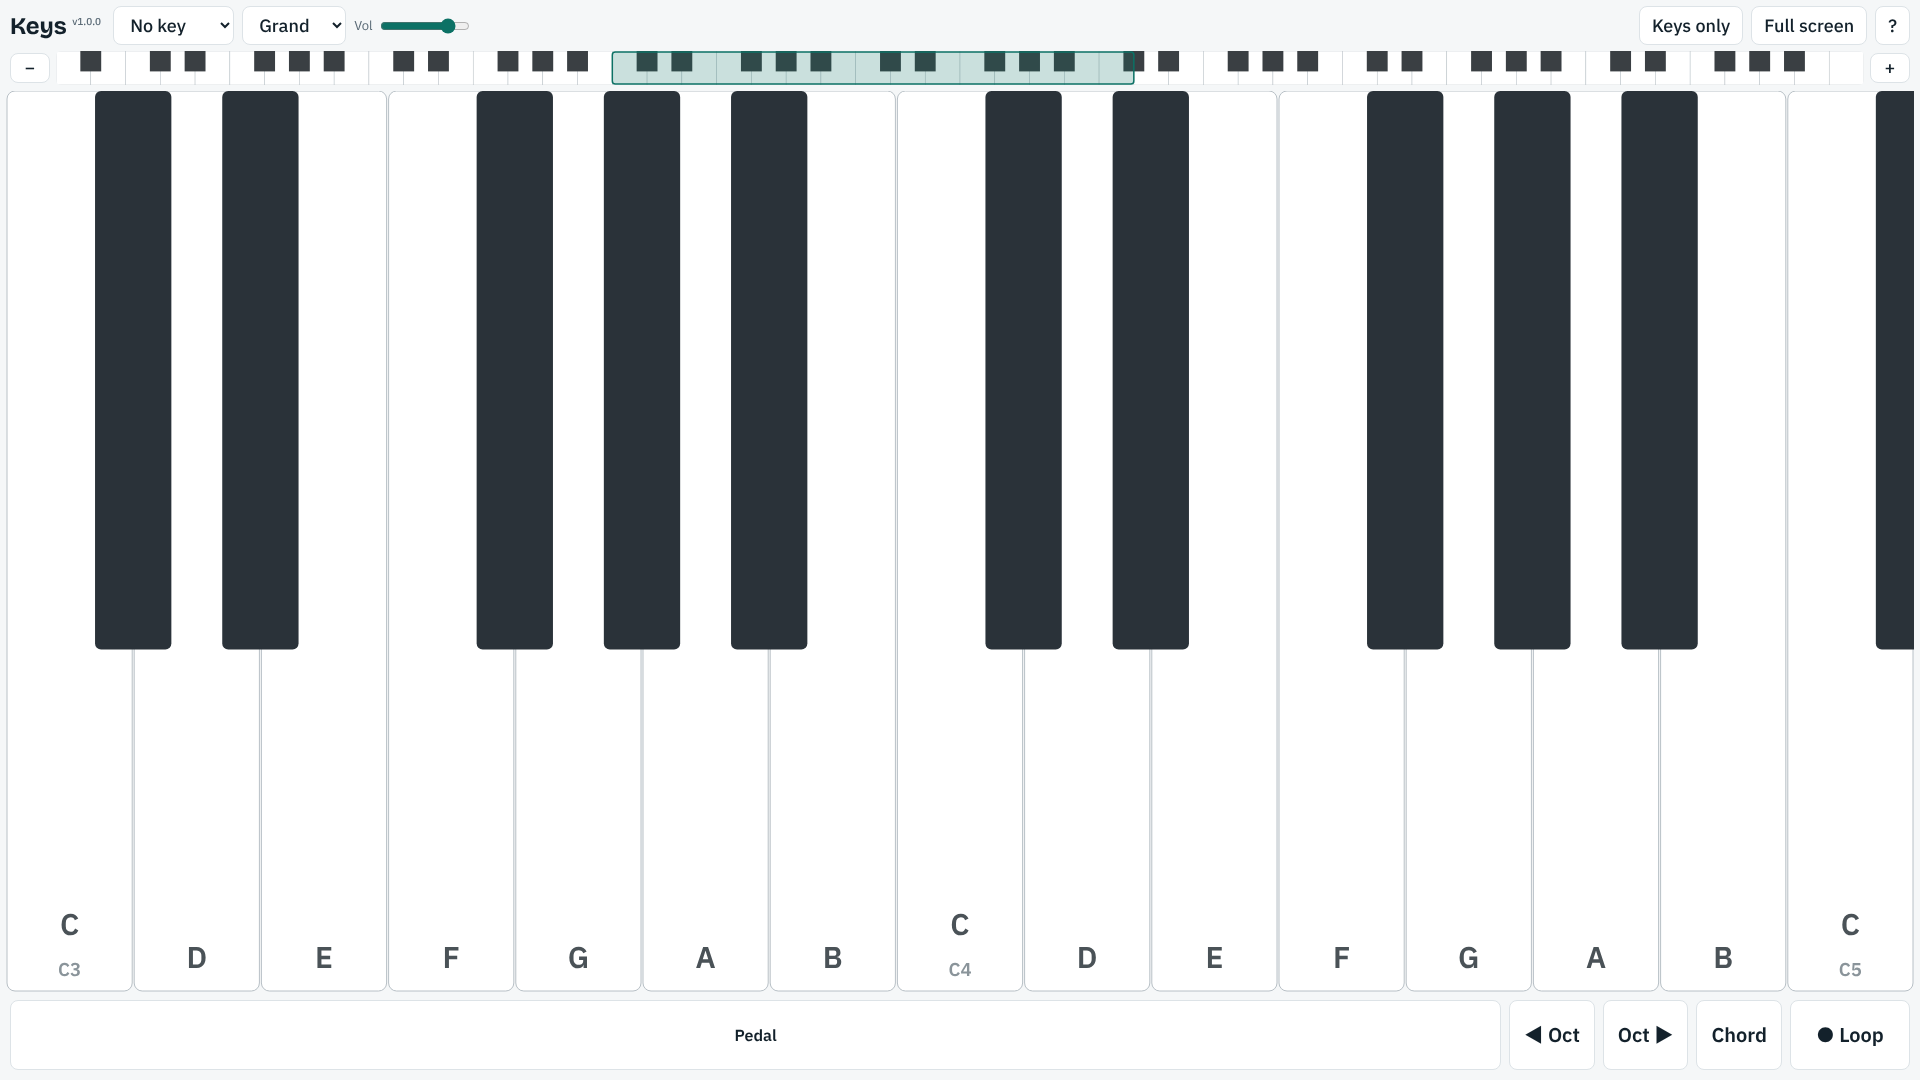 Keys v1.0.0 No key Grand Vol Keys only Full screen ?
− +
C D E F G A B C D E F G A B C
C3 C4 C5
Pedal ◀ Oct Oct ▶ Chord ● Loop